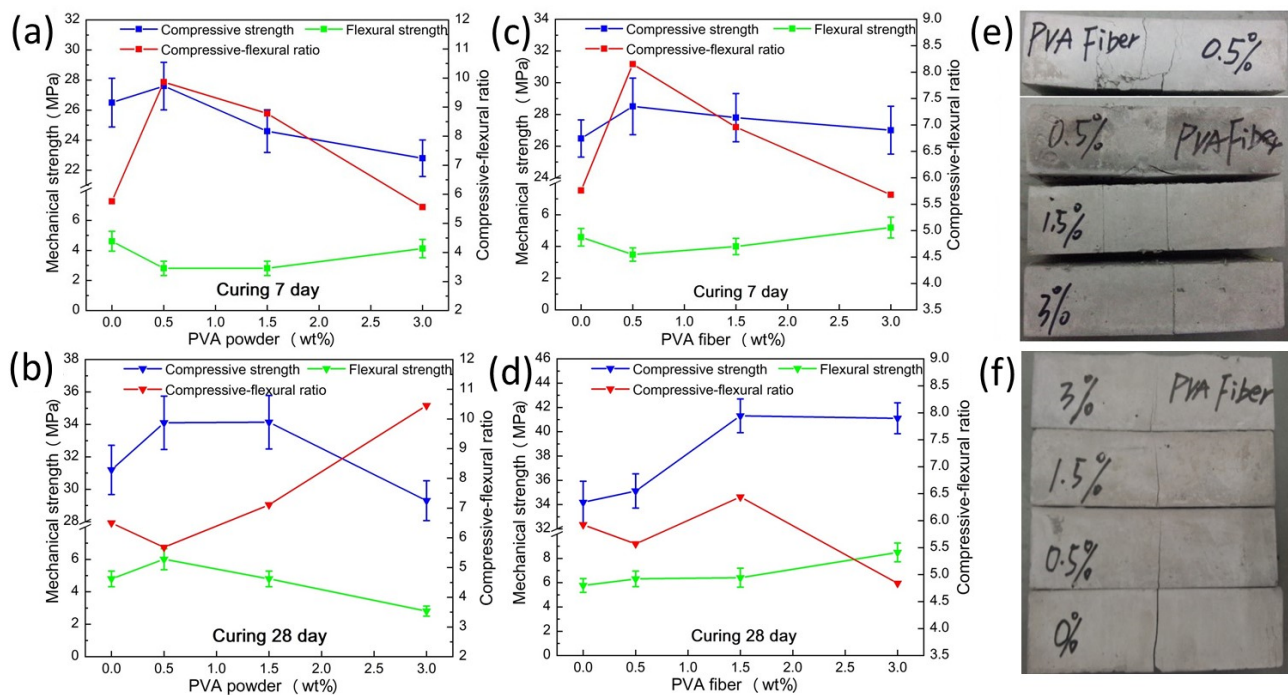 (a)
Compressive strength
Flexural strength
Compressive-flexural ratio
Mechanical strength (MPa)
32
30
28
26
24
22
6
4
2
0
Compressive-flexural ratio
12
11
10
9
8
7
6
5
4
3
2
Curing 7 day
0.0 0.5 1.0 1.5 2.0 2.5 3.0
PVA powder (wt%)
(c)
Compressive strength
Flexural strength
Compressive-flexural ratio
Mechanical strength (MPa)
34
32
30
28
26
24
6
4
2
0
Compressive-flexural ratio
9.0
8.5
8.0
7.5
7.0
6.5
6.0
5.5
5.0
4.5
4.0
3.5
Curing 7 day
0.0 0.5 1.0 1.5 2.0 2.5 3.0
PVA fiber (wt%)
(e)
PVA Fiber 0.5%
0.5% PVA Fiber
1.5%
3%
(b)
Compressive strength
Flexural strength
Compressive-flexural ratio
Mechanical strength (MPa)
38
36
34
32
30
28
6
4
2
0
Compressive-flexural ratio
12
11
10
9
8
7
6
5
4
3
2
Curing 28 day
0.0 0.5 1.0 1.5 2.0 2.5 3.0
PVA powder (wt%)
(d)
Compressive strength
Flexural strength
Compressive-flexural ratio
Mechanical strength (MPa)
46
44
42
40
38
36
34
32
10
8
6
4
2
0
Compressive-flexural ratio
9.0
8.5
8.0
7.5
7.0
6.5
6.0
5.5
5.0
4.5
4.0
3.5
Curing 28 day
0.0 0.5 1.0 1.5 2.0 2.5 3.0
PVA fiber (wt%)
(f)
3% PVA Fiber
1.5%
0.5%
0%